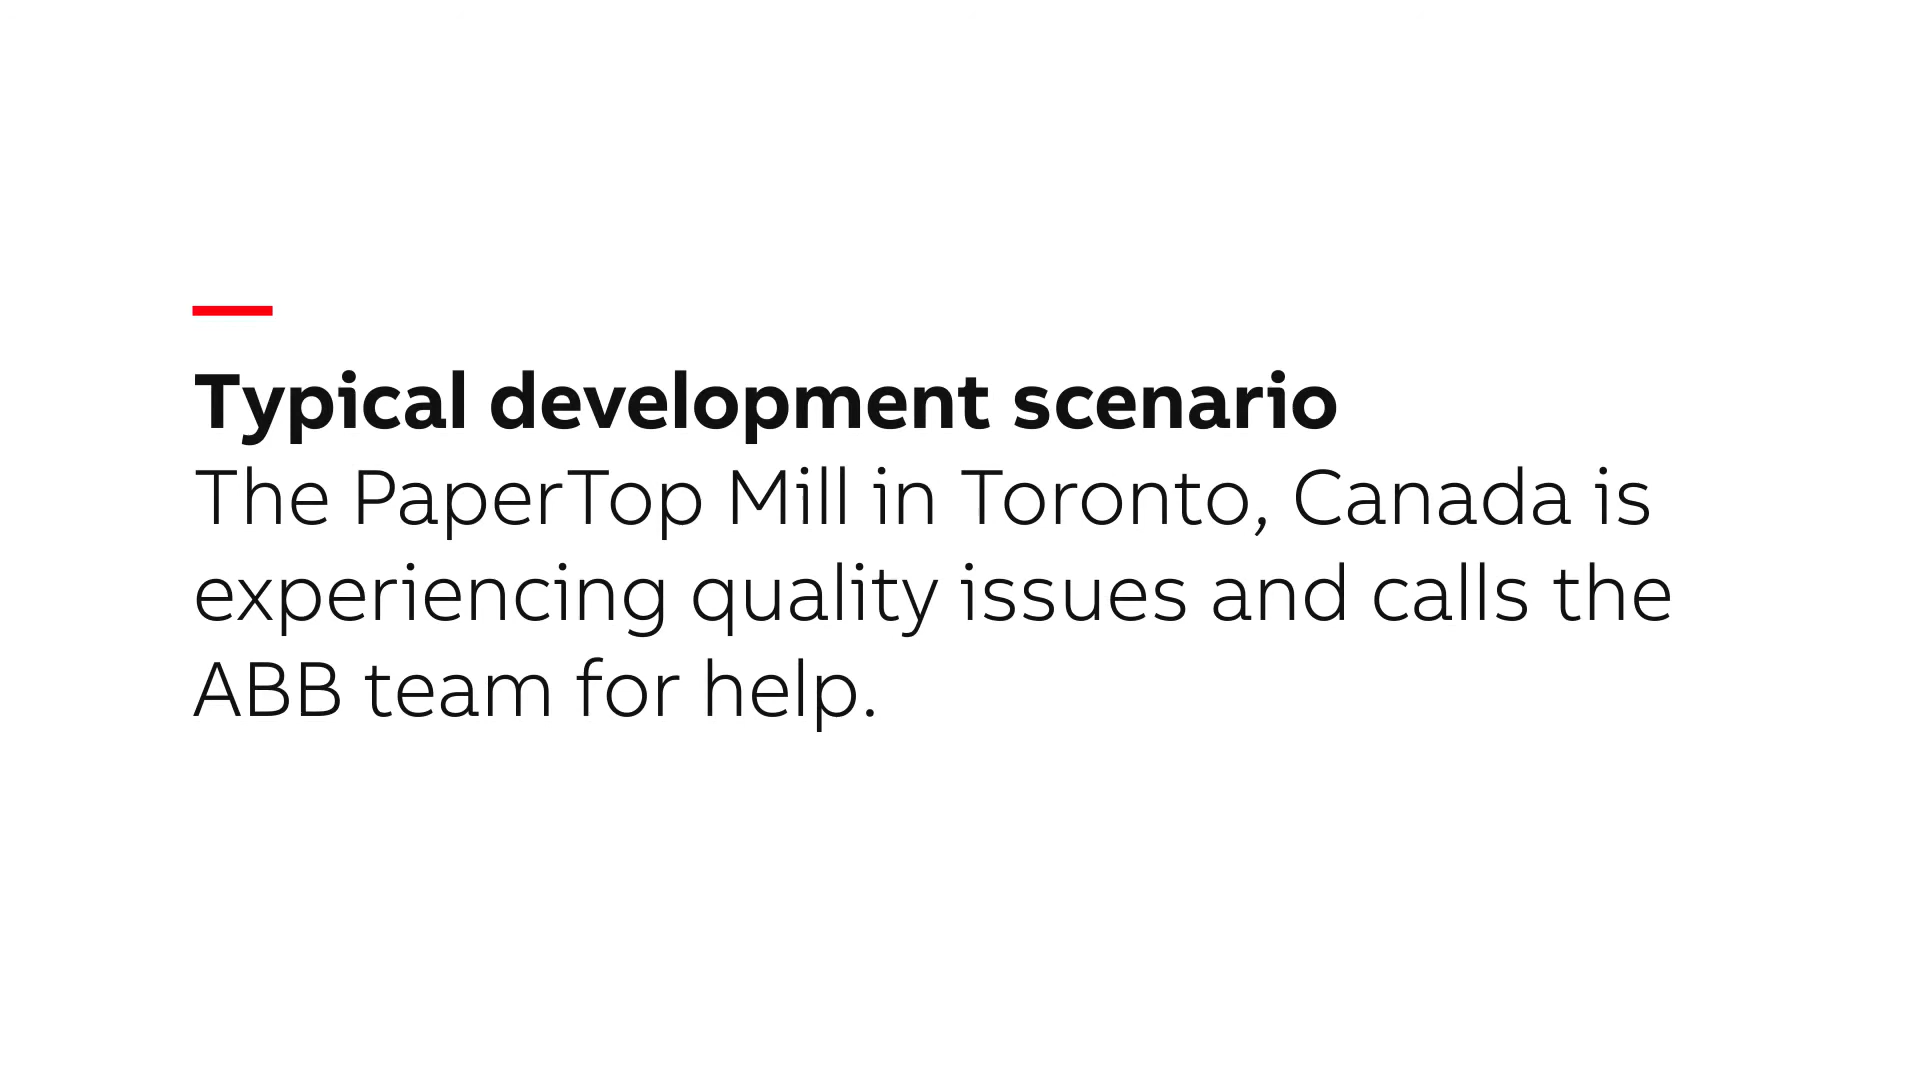 Typical development scenario
The PaperTop Mill in Toronto, Canada is
experiencing quality issues and calls the
ABB team for help.